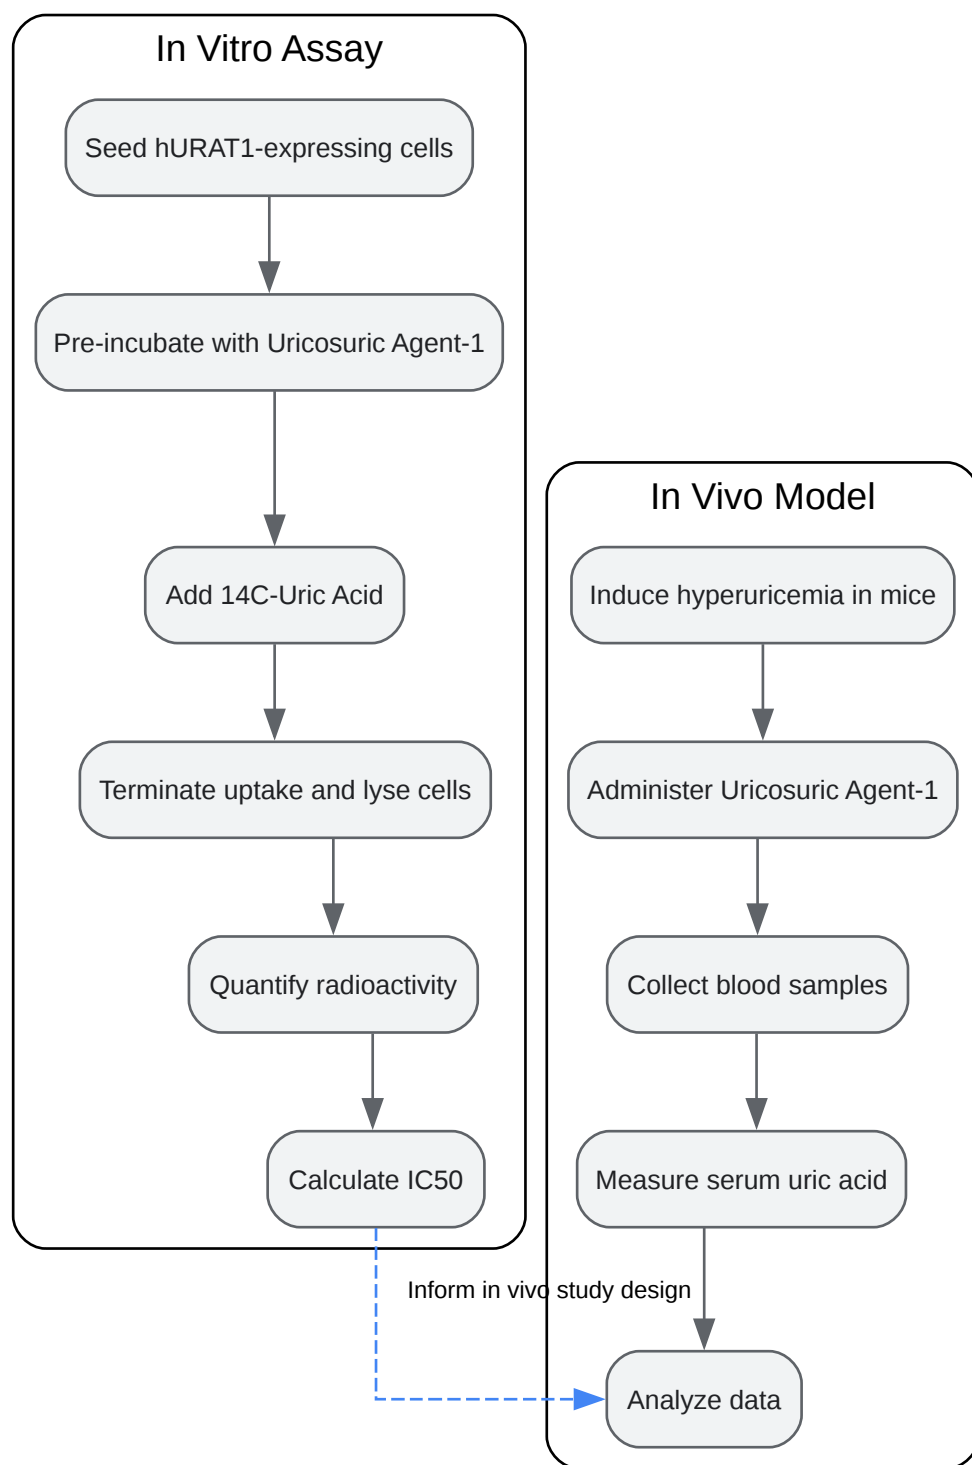 In Vitro Assay
Seed hURAT1-expressing cells
Pre-incubate with Uricosuric Agent-1
Add 14C-Uric Acid
Terminate uptake and lyse cells
Quantify radioactivity
Calculate IC50
Inform in vivo study design
In Vivo Model
Induce hyperuricemia in mice
Administer Uricosuric Agent-1
Collect blood samples
Measure serum uric acid
Analyze data